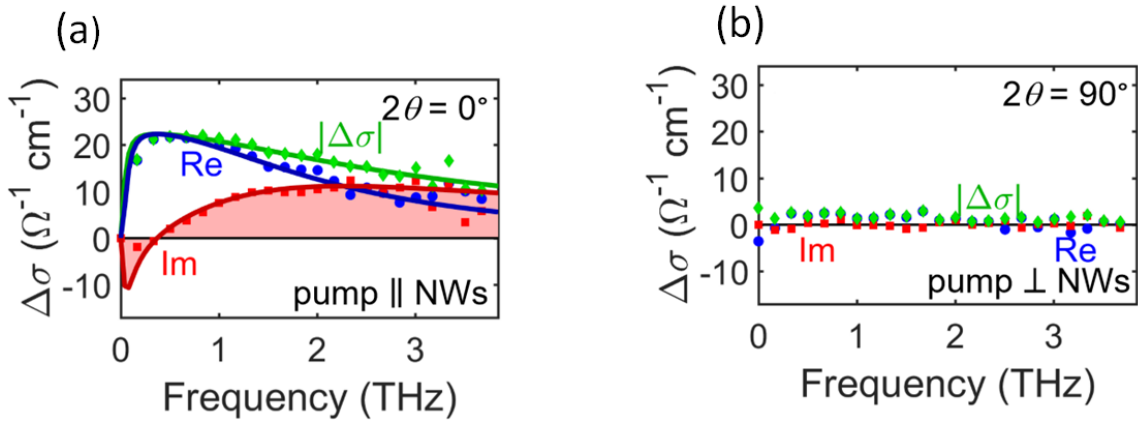 (a)
30
20
10
0
-10
Δσ (Ω⁻¹ cm⁻¹)
2θ = 0°
|Δσ|
Re
Im
pump ∥ NWs
0 1 2 3
Frequency (THz)
(b)
30
20
10
0
-10
Δσ (Ω⁻¹ cm⁻¹)
2θ = 90°
|Δσ|
Im
Re
pump ⊥ NWs
0 1 2 3
Frequency (THz)